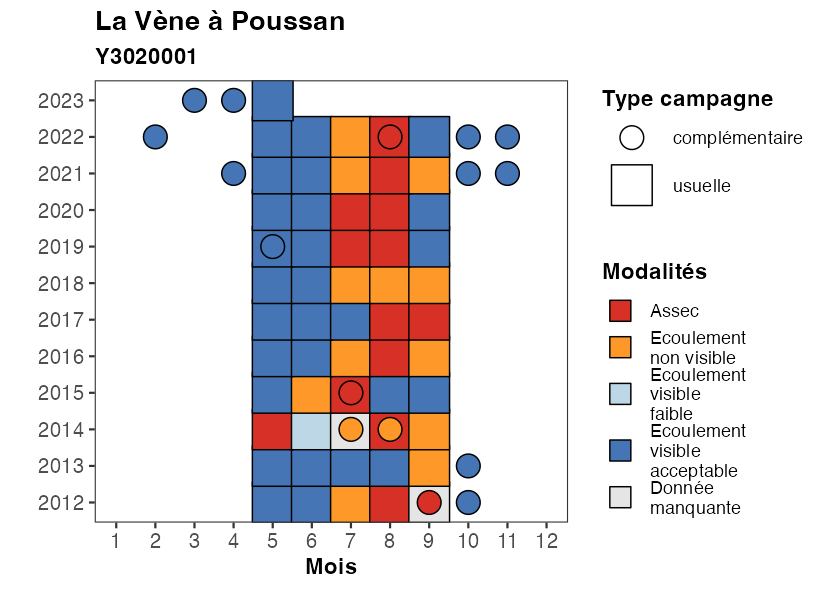 La Vène à Poussan
Y3020001
2023
2022
2021
2020
2019
2018
2017
2016
2015
2014
2013
2012
1 2 3 4 5 6 7 8 9 10 11 12
Mois
Type campagne
complémentaire
usuelle
Modalités
Assec
Ecoulement
non visible
Ecoulement
visible
faible
Ecoulement
visible
acceptable
Donnée
manquante